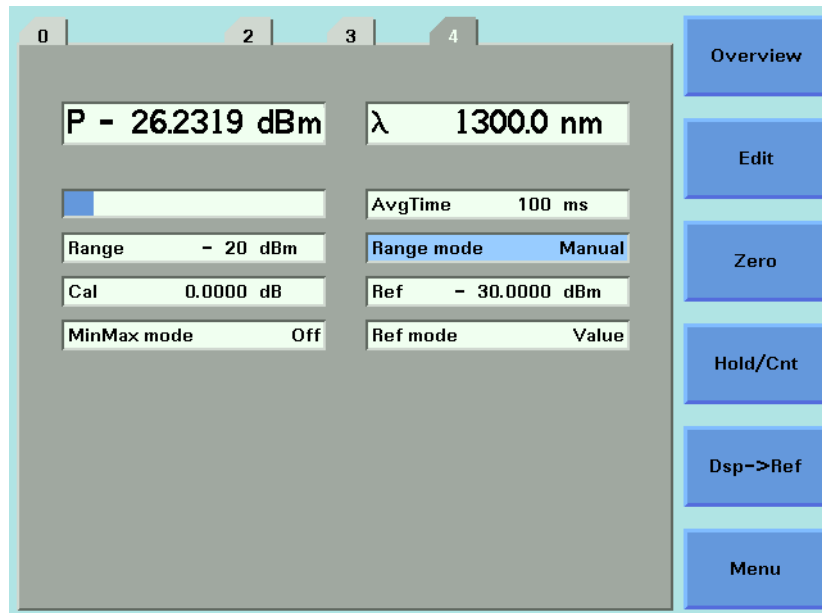 0 2 3 4
P - 26.2319 dBm
λ 1300.0 nm
AvgTime 100 ms
Range - 20 dBm
Range mode Manual
Cal 0.0000 dB
Ref - 30.0000 dBm
MinMax mode Off
Ref mode Value
Overview
Edit
Zero
Hold/Cnt
Dsp->Ref
Menu